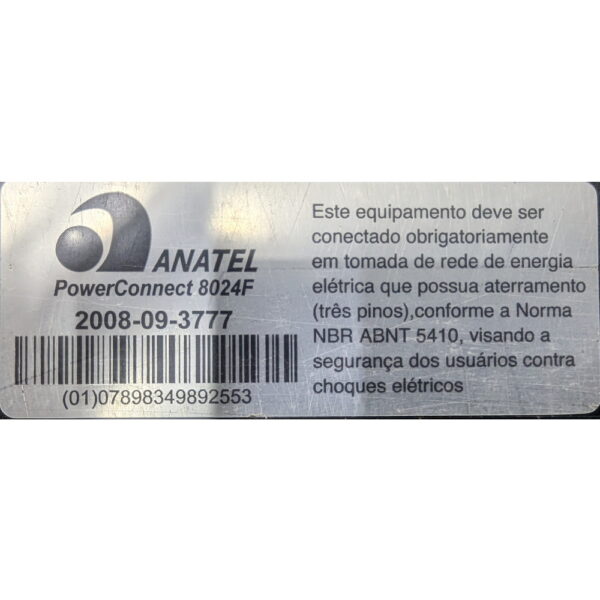 ANATEL
PowerConnect 8024F
2008-09-3777
(01)07898349892553
Este equipamento deve ser
conectado obrigatoriamente
em tomada de rede de energia
elétrica que possua aterramento
(três pinos),conforme a Norma
NBR ABNT 5410, visando a
segurança dos usuários contra
choques elétricos